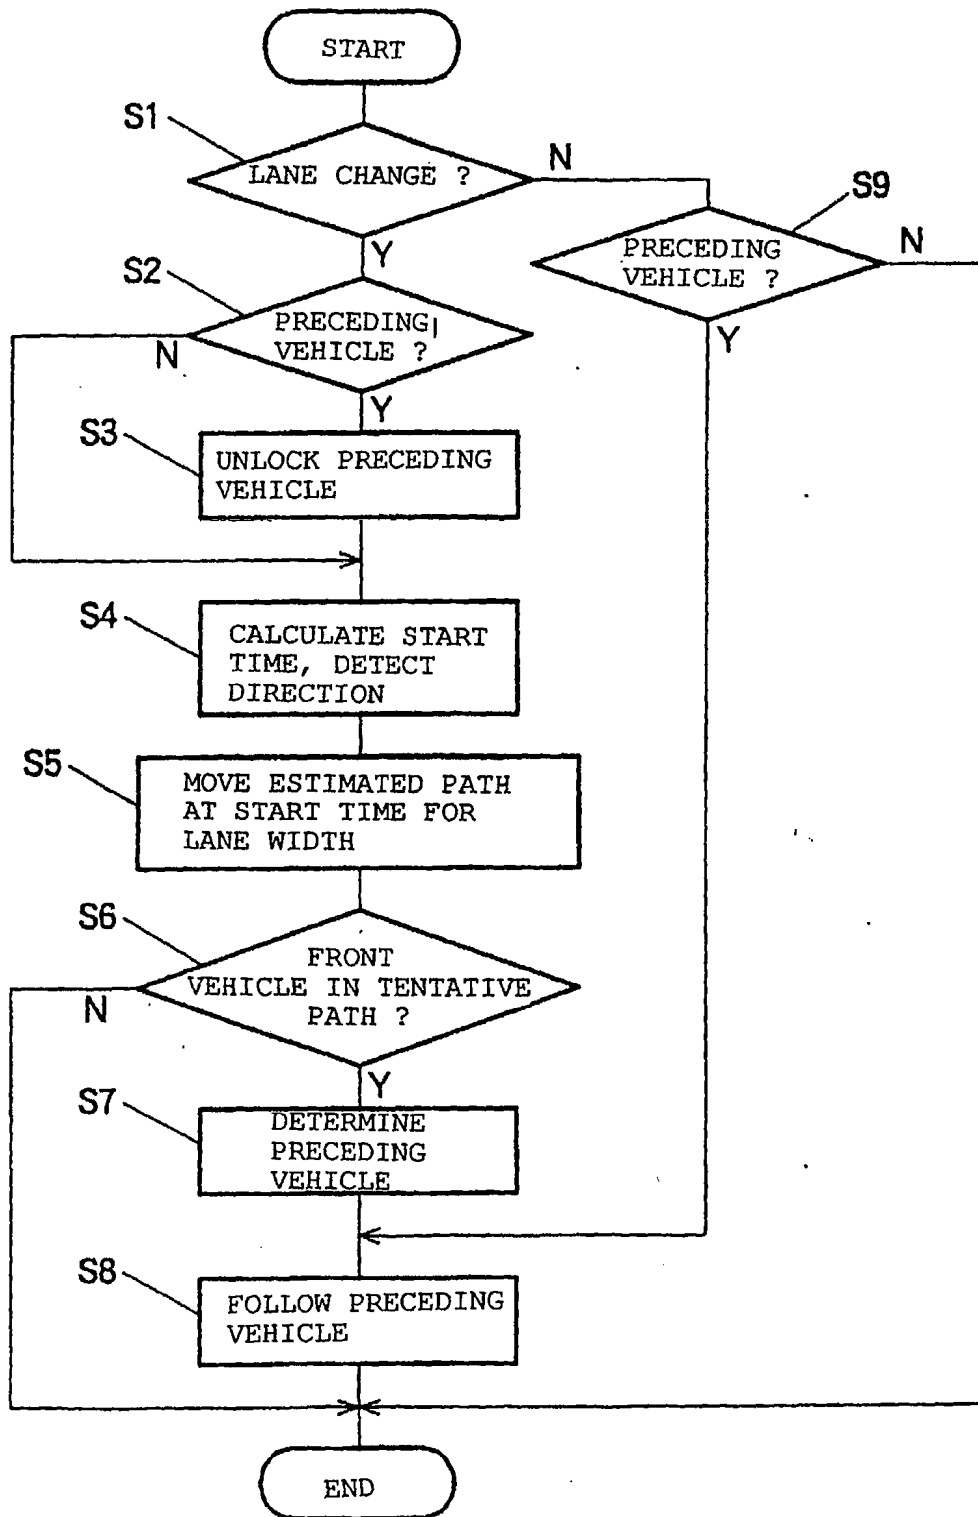 START
S1
LANE CHANGE ?
N
S9
Y
PRECEDING
VEHICLE ?
N
S2
PRECEDING
VEHICLE ?
N
Y
Y
S3
UNLOCK PRECEDING
VEHICLE
S4
CALCULATE START
TIME, DETECT
DIRECTION
S5
MOVE ESTIMATED PATH
AT START TIME FOR
LANE WIDTH
S6
FRONT
VEHICLE IN TENTATIVE
PATH ?
N
Y
S7
DETERMINE
PRECEDING
VEHICLE
S8
FOLLOW PRECEDING
VEHICLE
END